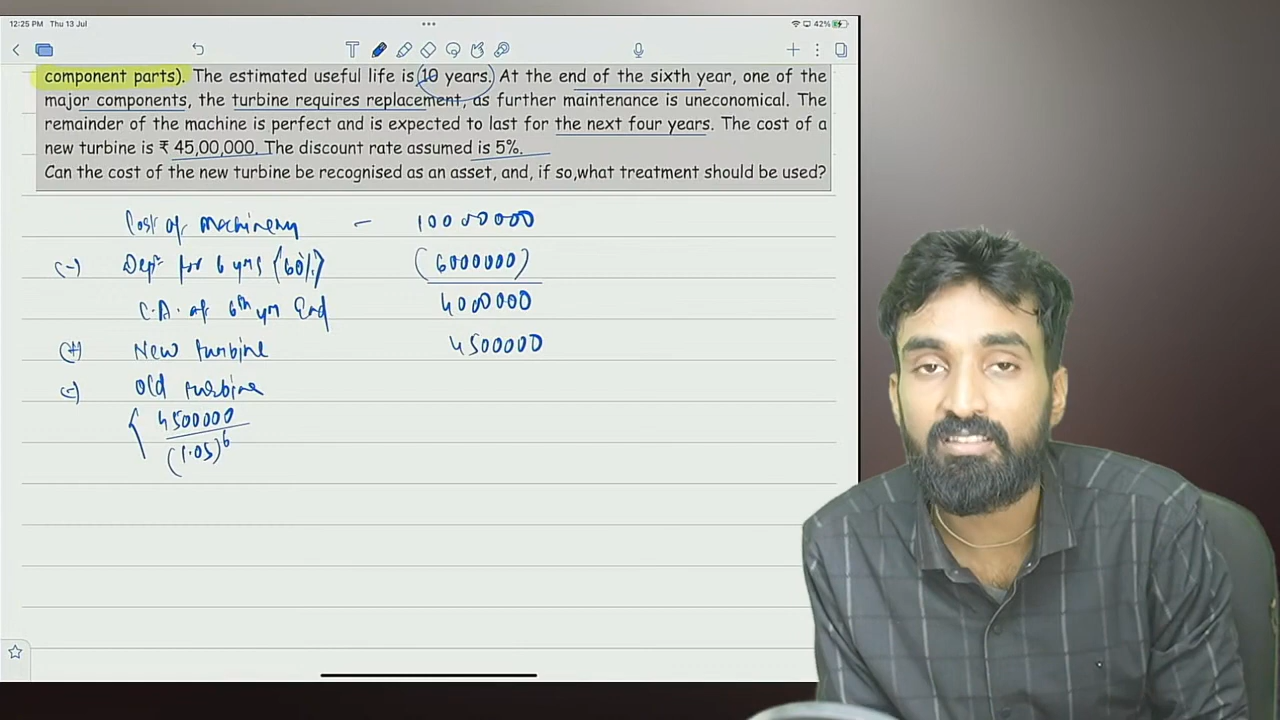 12:25 PM Thu 13 Jul
42%
component parts). The estimated useful life is 10 years. At the end of the sixth year, one of the
major components, the turbine requires replacement, as further maintenance is uneconomical. The
remainder of the machine is perfect and is expected to last for the next four years. The cost of a
new turbine is ₹ 45,00,000. The discount rate assumed is 5%.
Can the cost of the new turbine be recognised as an asset, and, if so,what treatment should be used?
Cost of Machinery - 10000000
(-) Depn for 6 yrs (60%) (6000000)
C.A. of 6th yr End 4000000
(+) New turbine 4500000
(-) Old turbine
4500000
(1.05)6